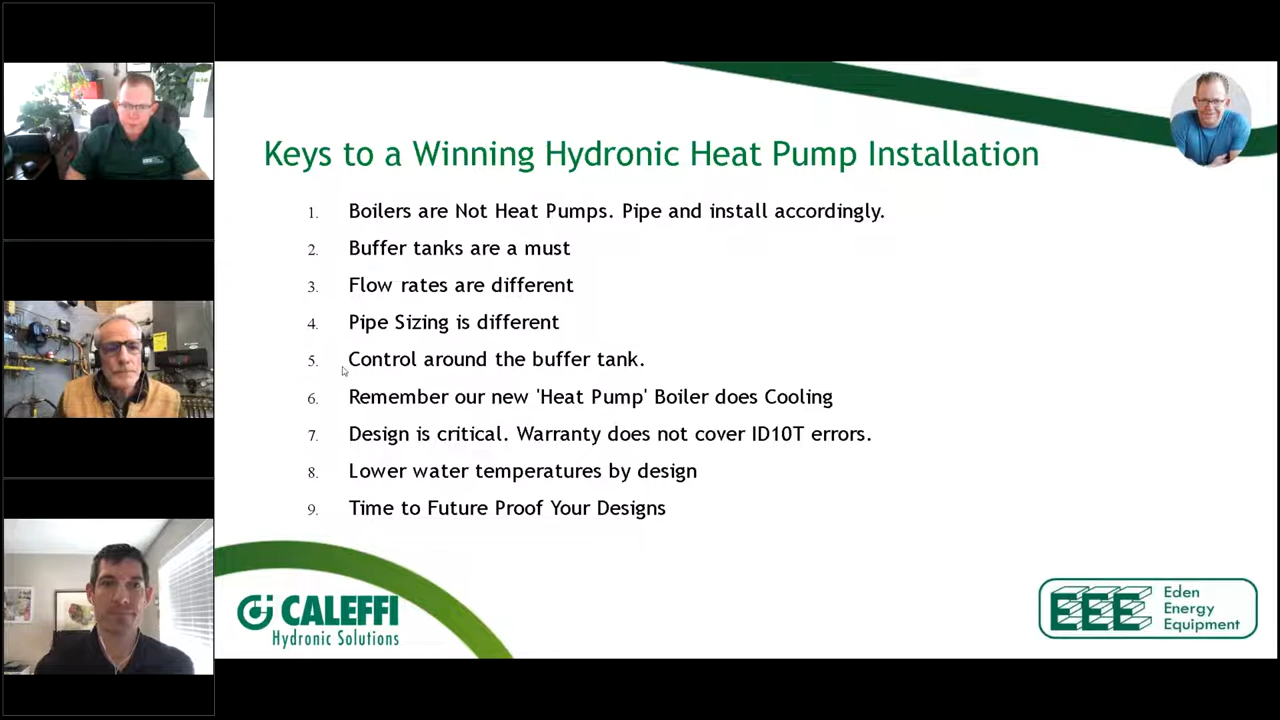 Keys to a Winning Hydronic Heat Pump Installation
1. Boilers are Not Heat Pumps. Pipe and install accordingly.
2. Buffer tanks are a must
3. Flow rates are different
4. Pipe Sizing is different
5. Control around the buffer tank.
6. Remember our new 'Heat Pump' Boiler does Cooling
7. Design is critical. Warranty does not cover ID10T errors.
8. Lower water temperatures by design
9. Time to Future Proof Your Designs
CALEFFI
Hydronic Solutions
EEE
Eden
Energy
Equipment